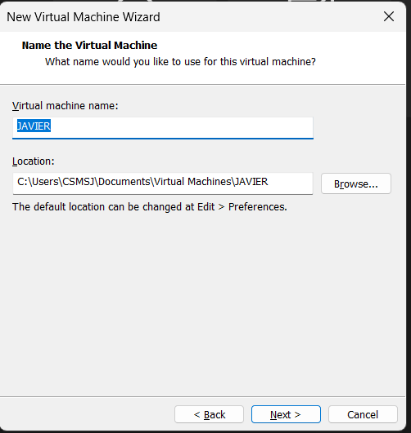 New Virtual Machine Wizard
Name the Virtual Machine
What name would you like to use for this virtual machine?
Virtual machine name:
JAVIER
Location:
C:\Users\CSMSJ\Documents\Virtual Machines\JAVIER
Browse...
The default location can be changed at Edit > Preferences.
< Back
Next >
Cancel